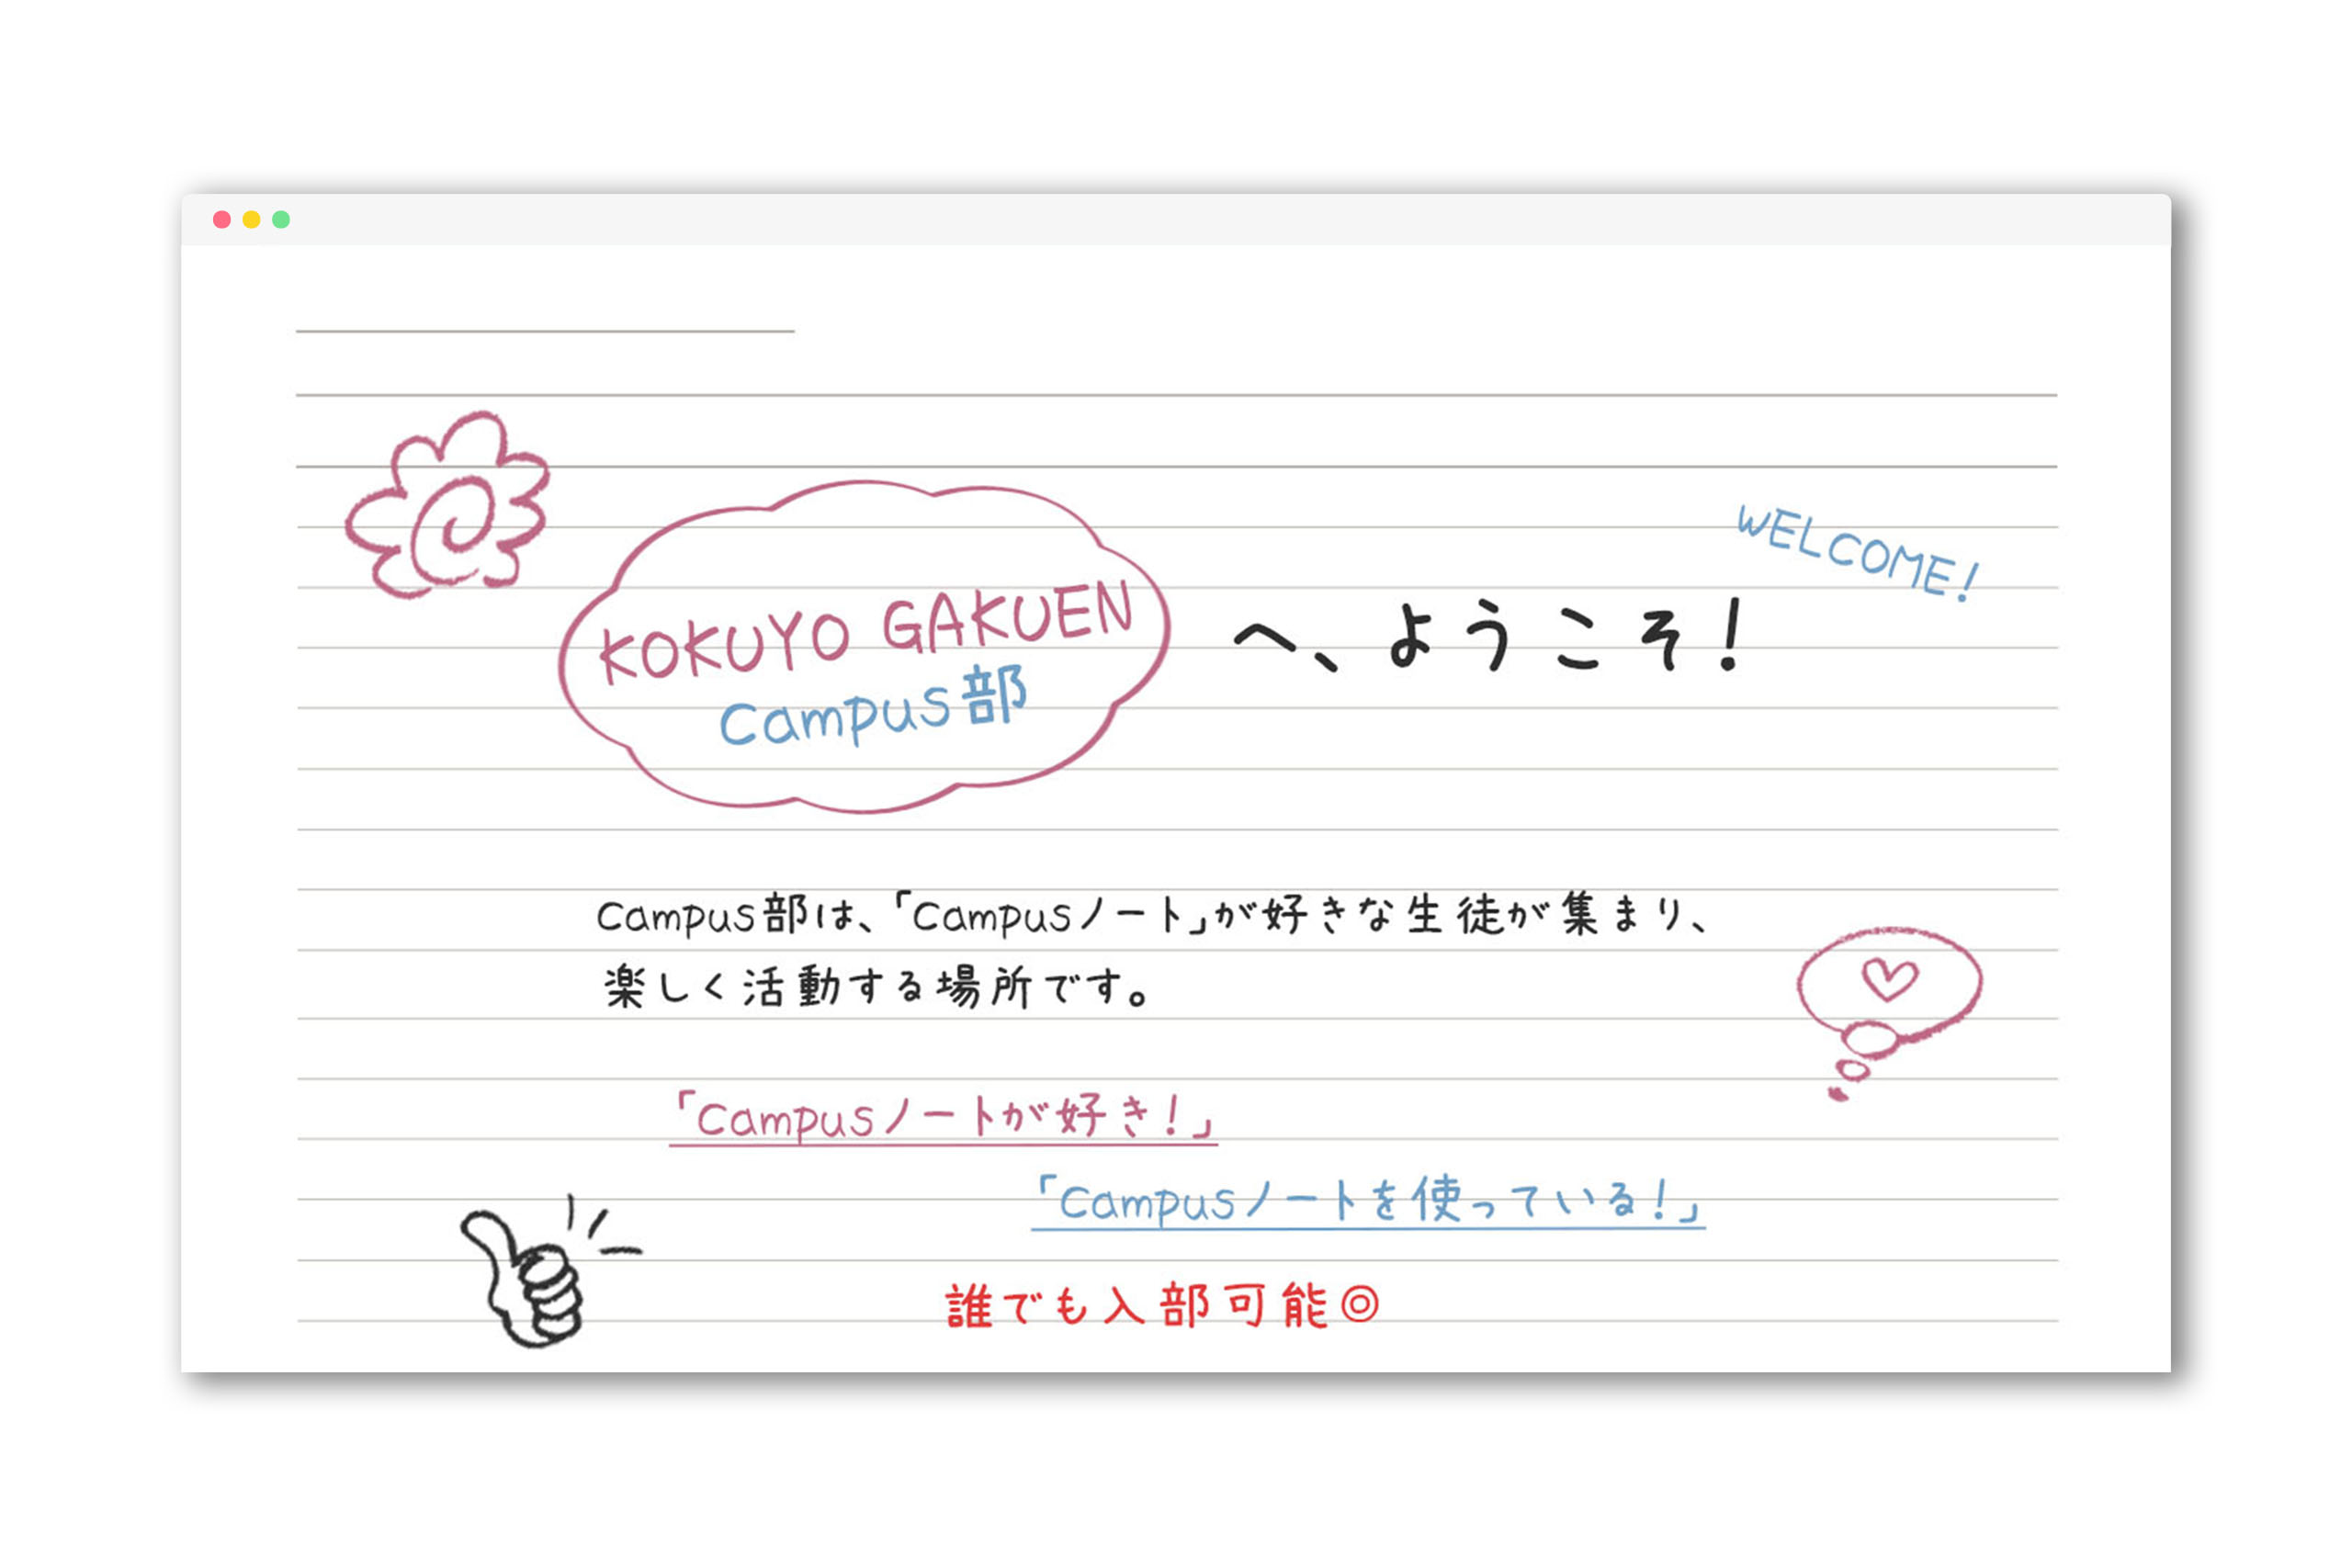 WELCOME!
KOKUYO GAKUEN
Campus部
へ、ようこそ!
Campus部は、「Campusノート」が好きな生徒が集まり、
楽しく活動する場所です。
「Campusノートが好き!」
「Campusノートを使っている!」
誰でも入部可能◎